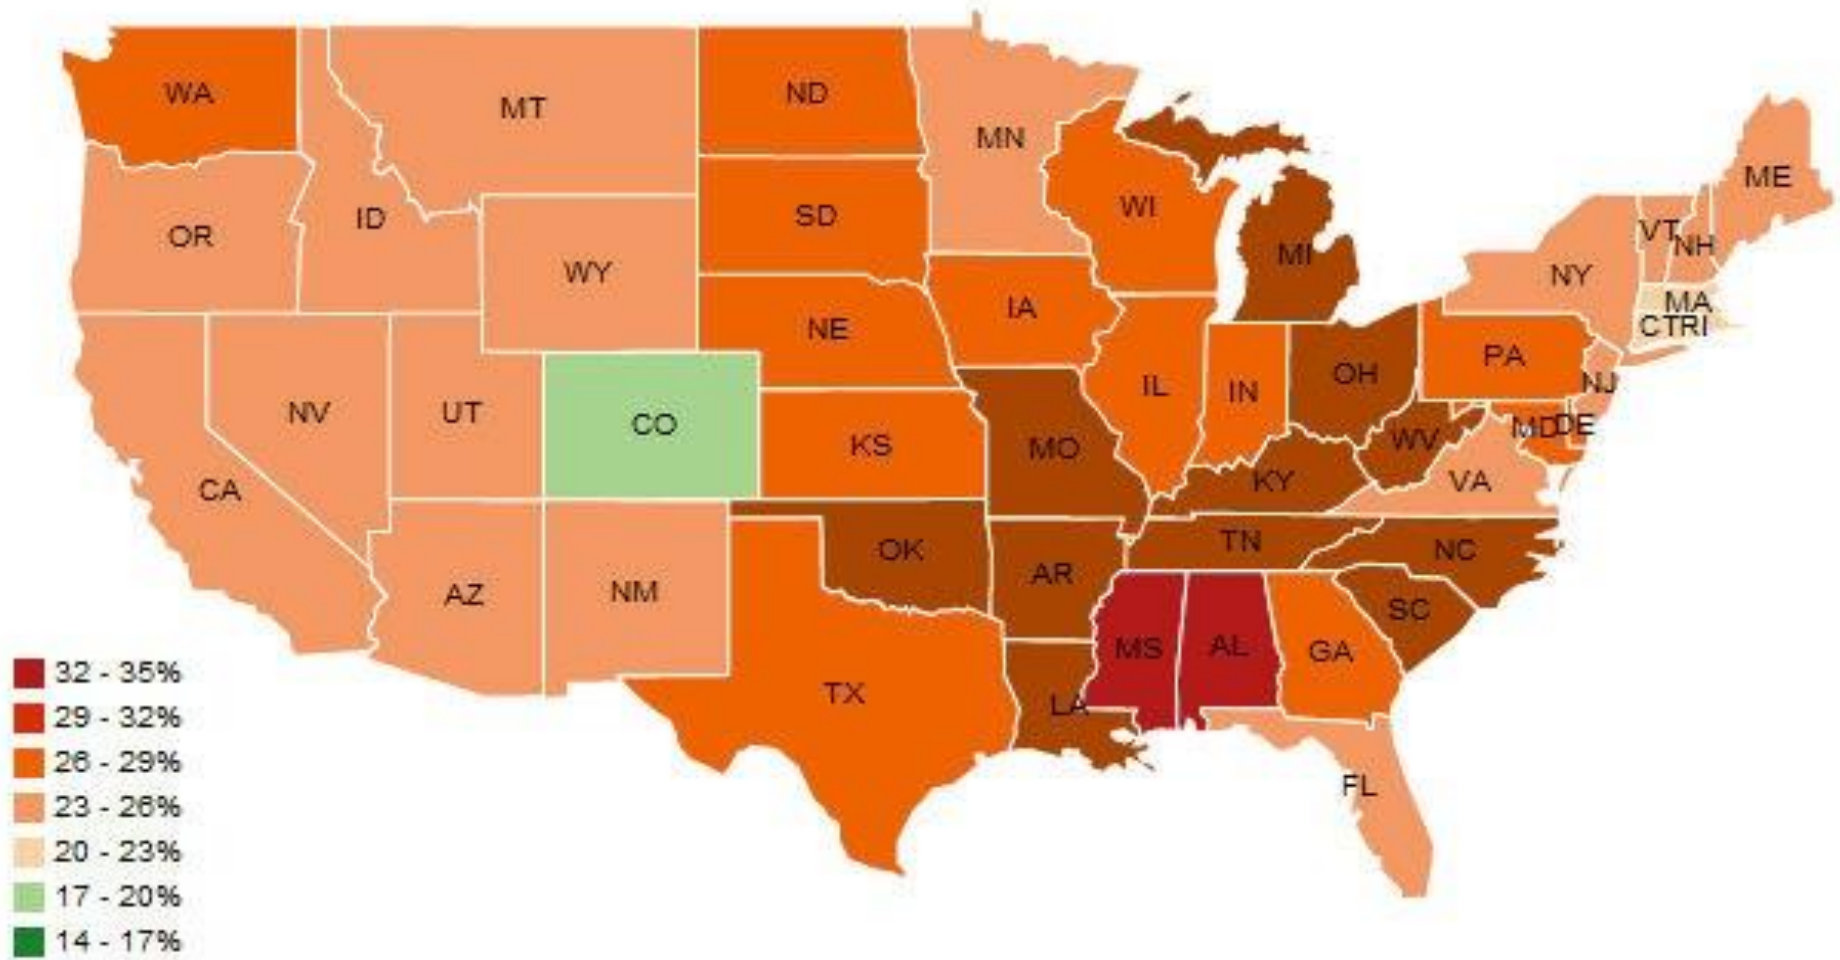 WA
MT
ND
MN
OR
ID
SD
WI
MI
ME
VT
NH
WY
NY
MA
CT RI
NE
IA
PA
NJ
NV
UT
CO
KS
IL
IN
OH
MD DE
WV
MO
CA
KY
VA
AZ
NM
OK
AR
TN
NC
SC
MS
AL
GA
TX
LA
FL
32 - 35%
29 - 32%
26 - 29%
23 - 26%
20 - 23%
17 - 20%
14 - 17%